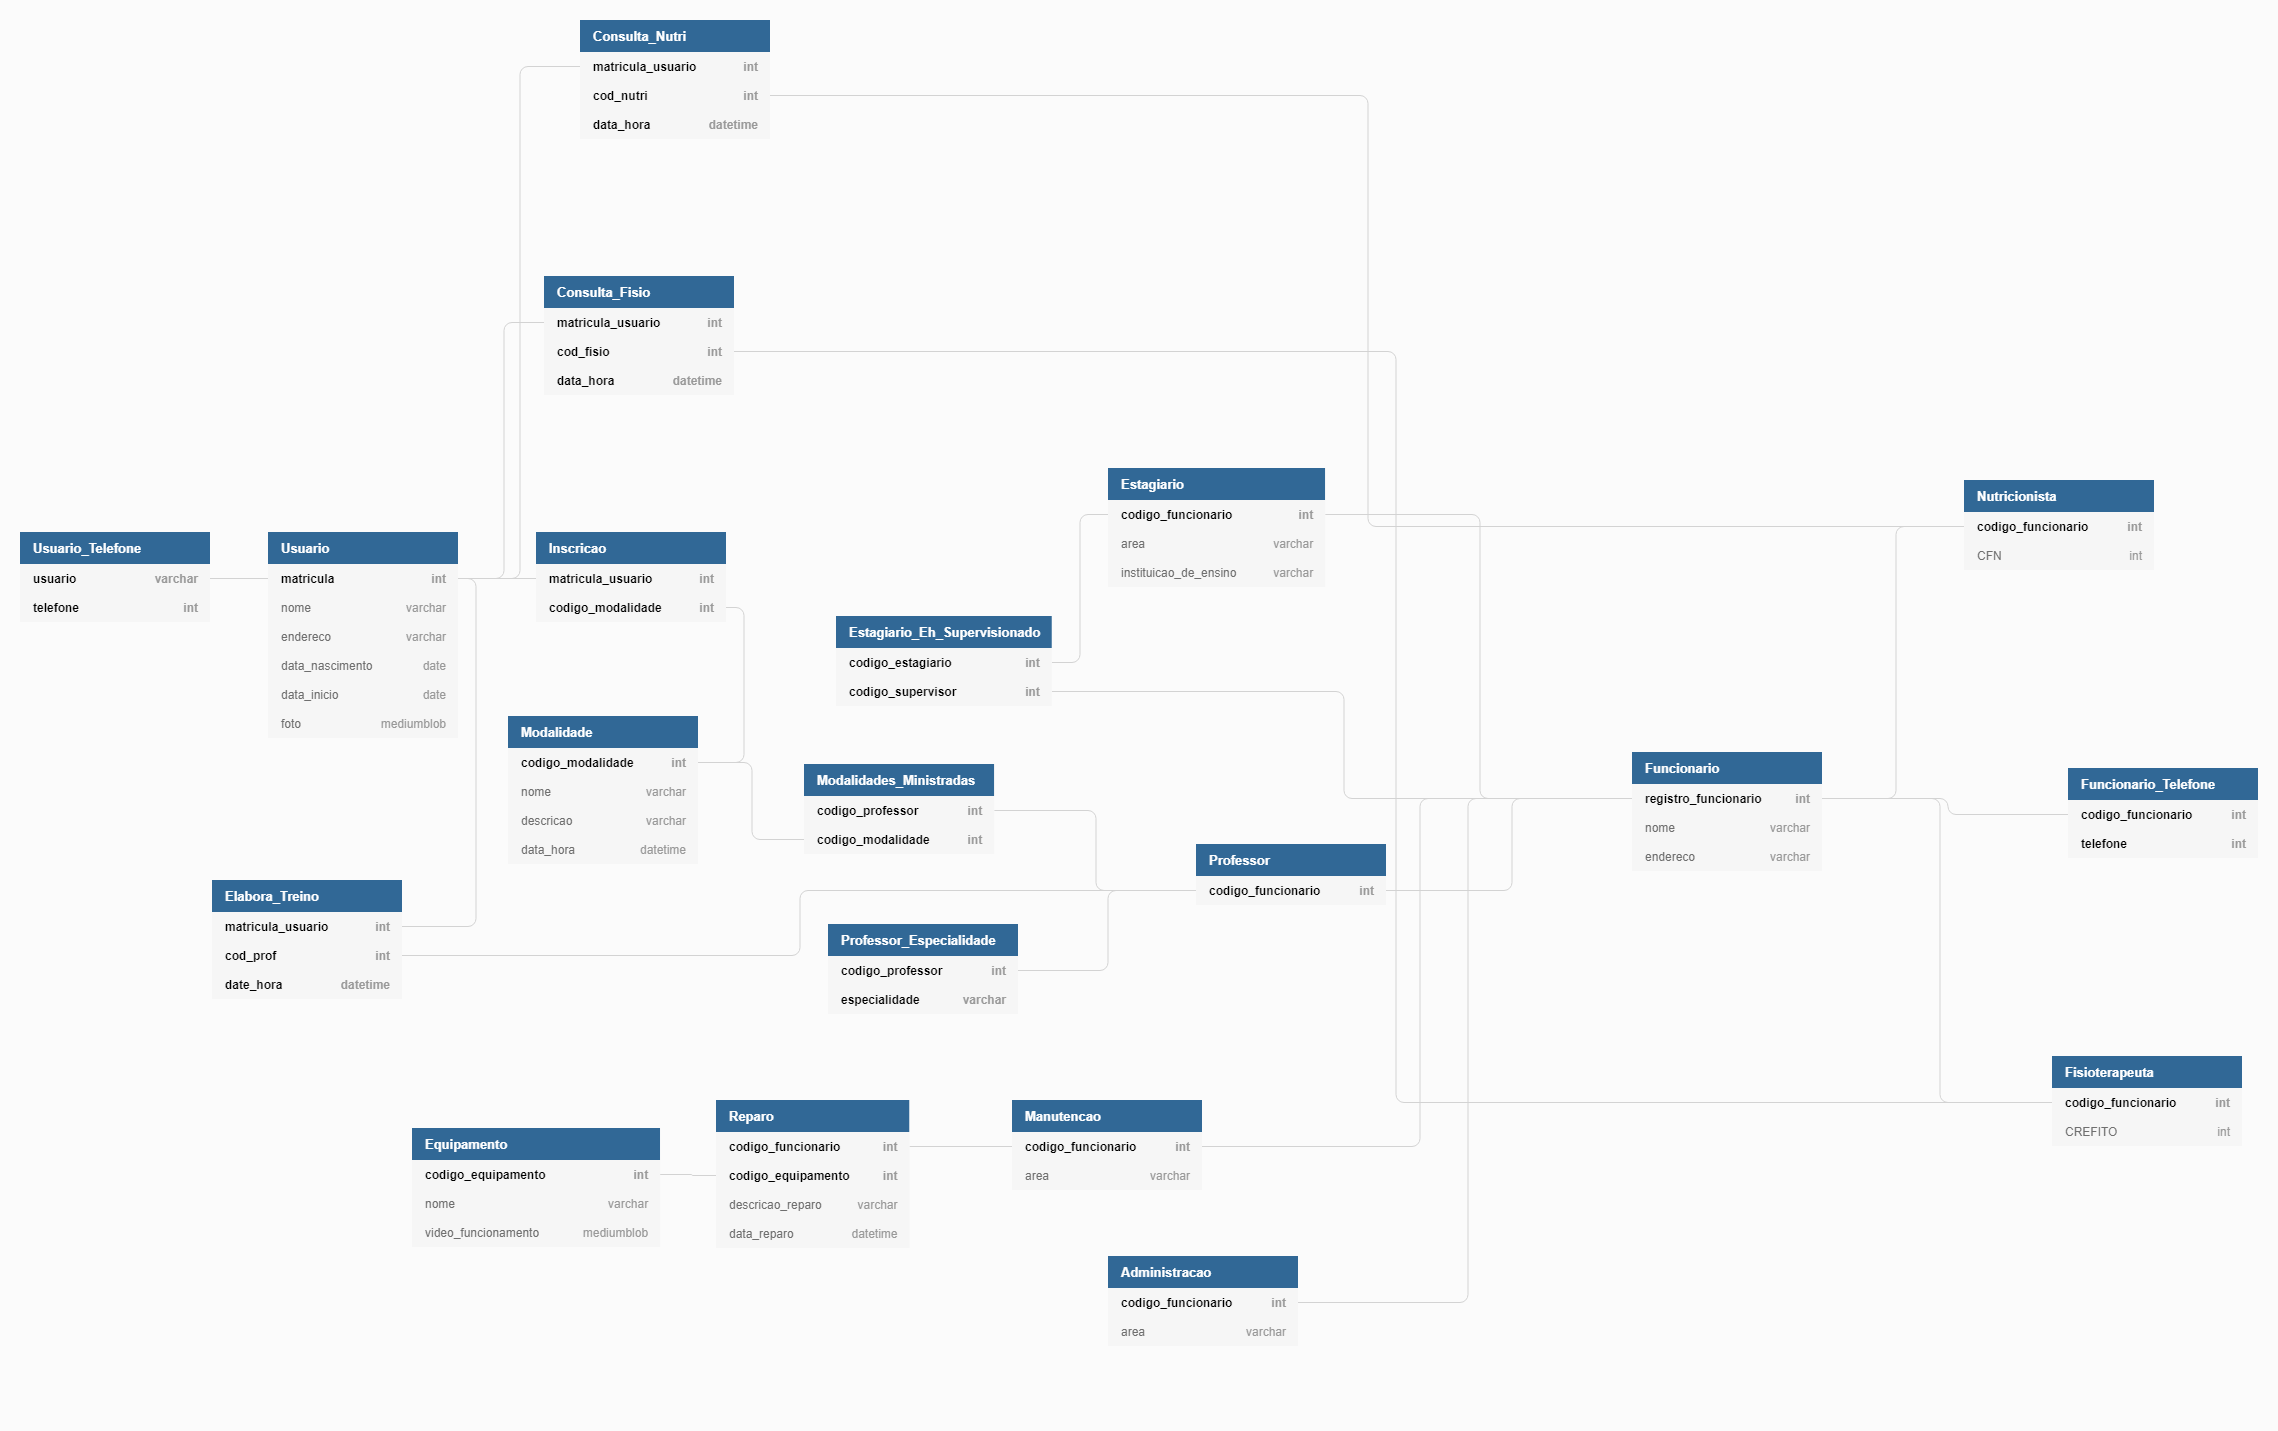 Consulta_Nutri
matricula_usuario int
cod_nutri int
data_hora datetime
Consulta_Fisio
matricula_usuario int
cod_fisio int
data_hora datetime
Usuario_Telefone
usuario varchar
telefone int
Usuario
matricula int
nome varchar
endereco varchar
data_nascimento date
data_inicio date
foto mediumblob
Inscricao
matricula_usuario int
codigo_modalidade int
Estagiario
codigo_funcionario int
area varchar
instituicao_de_ensino varchar
Nutricionista
codigo_funcionario int
CFN int
Estagiario_Eh_Supervisionado
codigo_estagiario int
codigo_supervisor int
Modalidade
codigo_modalidade int
nome varchar
descricao varchar
data_hora datetime
Modalidades_Ministradas
codigo_professor int
codigo_modalidade int
Funcionario
registro_funcionario int
nome varchar
endereco varchar
Funcionario_Telefone
codigo_funcionario int
telefone int
Professor
codigo_funcionario int
Elabora_Treino
matricula_usuario int
cod_prof int
date_hora datetime
Professor_Especialidade
codigo_professor int
especialidade varchar
Fisioterapeuta
codigo_funcionario int
CREFITO int
Equipamento
codigo_equipamento int
nome varchar
video_funcionamento mediumblob
Reparo
codigo_funcionario int
codigo_equipamento int
descricao_reparo varchar
data_reparo datetime
Manutencao
codigo_funcionario int
area varchar
Administracao
codigo_funcionario int
area varchar